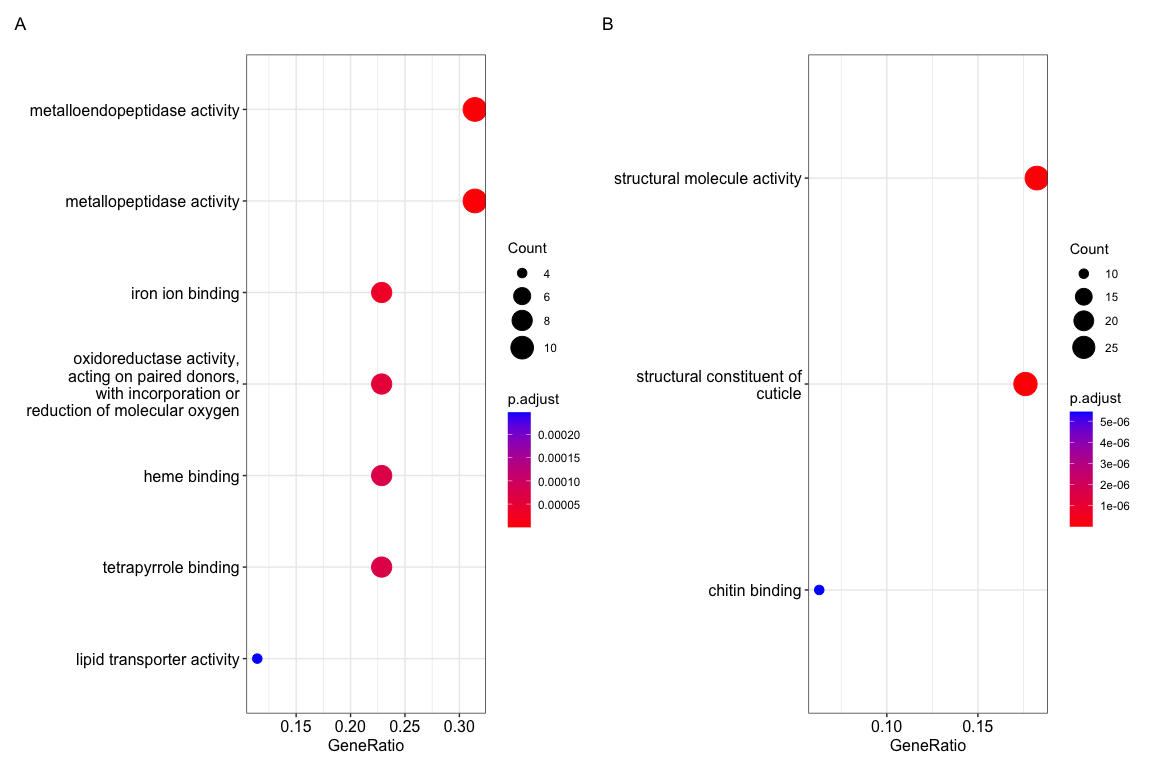 A
metalloendopeptidase activity
metallopeptidase activity
iron ion binding
oxidoreductase activity,
acting on paired donors,
with incorporation or
reduction of molecular oxygen
heme binding
tetrapyrrole binding
lipid transporter activity
0.15 0.20 0.25 0.30
GeneRatio
Count
4
6
8
10
p.adjust
0.00020
0.00015
0.00010
0.00005
B
structural molecule activity
structural constituent of
cuticle
chitin binding
0.10 0.15
GeneRatio
Count
10
15
20
25
p.adjust
5e-06
4e-06
3e-06
2e-06
1e-06